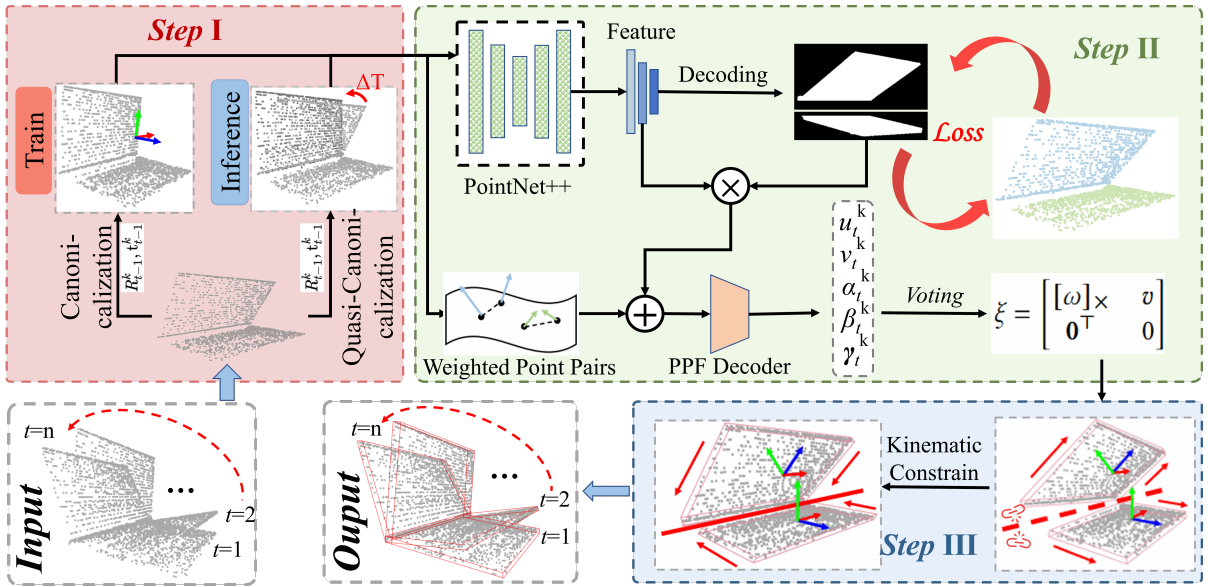 Step I
Train
Inference
ΔT
Canoni-
calization
R^k_{t-1}, t^k_{t-1}
R^k_{t-1}, t^k_{t-1}
Quasi-Canoni-
calization
Step II
PointNet++
Feature
Decoding
Loss
Weighted Point Pairs
PPF Decoder
u_t^k
v_t^k
α_t^k
β_t^k
γ_t^k
Voting
ξ = [ [ω]× v
0^⊤ 0 ]
Input
t=n
...
t=2
t=1
Ouput
t=n
...
t=2
t=1
Kinematic
Constrain
Step III